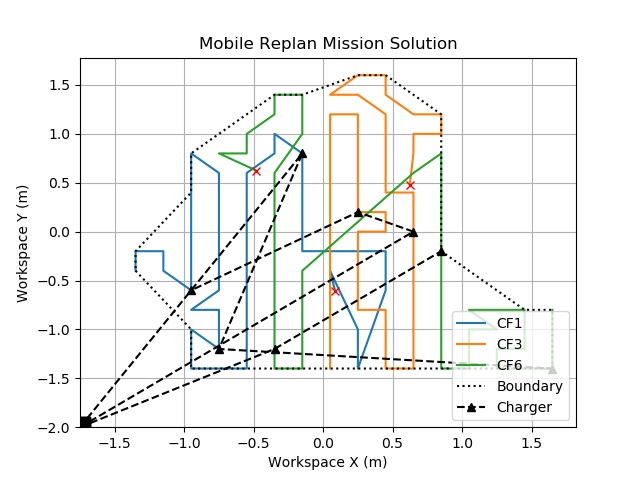 Mobile Replan Mission Solution
Workspace Y (m)
1.5
1.0
0.5
0.0
−0.5
−1.0
−1.5
−2.0
CF1
CF3
CF6
Boundary
Charger
−1.5 −1.0 −0.5 0.0 0.5 1.0 1.5
Workspace X (m)